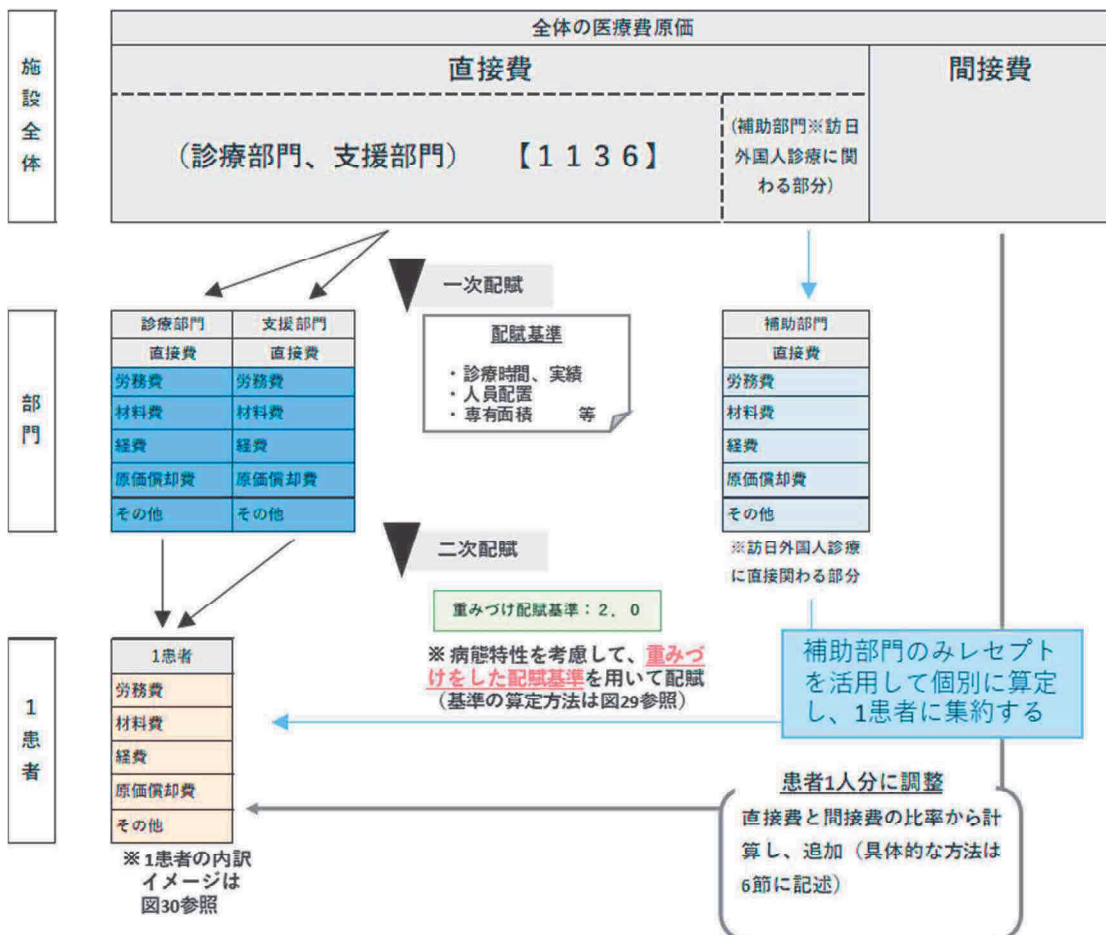 施設全体
全体の医療費原価
直接費
間接費
（診療部門、支援部門） 【１１３６】
(補助部門※訪日
外国人診療に関
わる部分)
部門
一次配賦
診療部門
支援部門
直接費
直接費
労務費
労務費
材料費
材料費
経費
経費
原価償却費
原価償却費
その他
その他
配賦基準
・診療時間、実績
・人員配置
・専有面積 等
補助部門
直接費
労務費
材料費
経費
原価償却費
その他
※訪日外国人診療
に直接関わる部分
二次配賦
重みづけ配賦基準：２．０
※ 病態特性を考慮して、重みづ
けをした配賦基準を用いて配賦
（基準の算定方法は図29参照）
1患者
1患者
労務費
材料費
経費
原価償却費
その他
※ 1患者の内訳
イメージは
図30参照
補助部門のみレセプト
を活用して個別に算定
し、1患者に集約する
患者1人分に調整
直接費と間接費の比率から計
算し、追加（具体的な方法は
6節に記述）